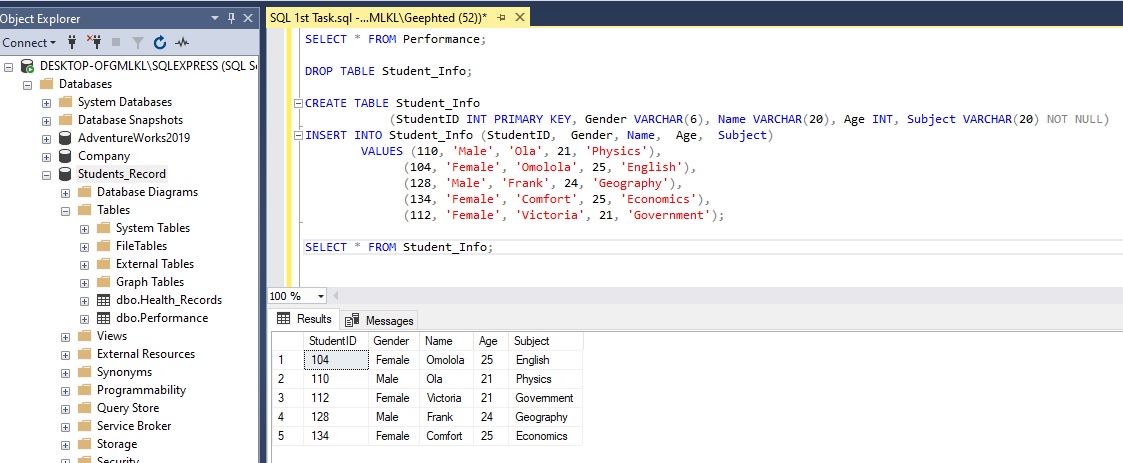 Object Explorer
Connect
DESKTOP-OFGMLKL\SQLEXPRESS (SQL Se
Databases
System Databases
Database Snapshots
AdventureWorks2019
Company
Students_Record
Database Diagrams
Tables
System Tables
FileTables
External Tables
Graph Tables
dbo.Health_Records
dbo.Performance
Views
External Resources
Synonyms
Programmability
Query Store
Service Broker
Storage
Security
SQL 1st Task.sql -...MLKL\Geephted (52))*
SELECT * FROM Performance;
DROP TABLE Student_Info;
CREATE TABLE Student_Info
(StudentID INT PRIMARY KEY, Gender VARCHAR(6), Name VARCHAR(20), Age INT, Subject VARCHAR(20) NOT NULL)
INSERT INTO Student_Info (StudentID, Gender, Name, Age, Subject)
VALUES (110, 'Male', 'Ola', 21, 'Physics'),
(104, 'Female', 'Omolola', 25, 'English'),
(128, 'Male', 'Frank', 24, 'Geography'),
(134, 'Female', 'Comfort', 25, 'Economics'),
(112, 'Female', 'Victoria', 21, 'Government');
SELECT * FROM Student_Info;
100 %
Results Messages
StudentID Gender Name Age Subject
1 104 Female Omolola 25 English
2 110 Male Ola 21 Physics
3 112 Female Victoria 21 Government
4 128 Male Frank 24 Geography
5 134 Female Comfort 25 Economics